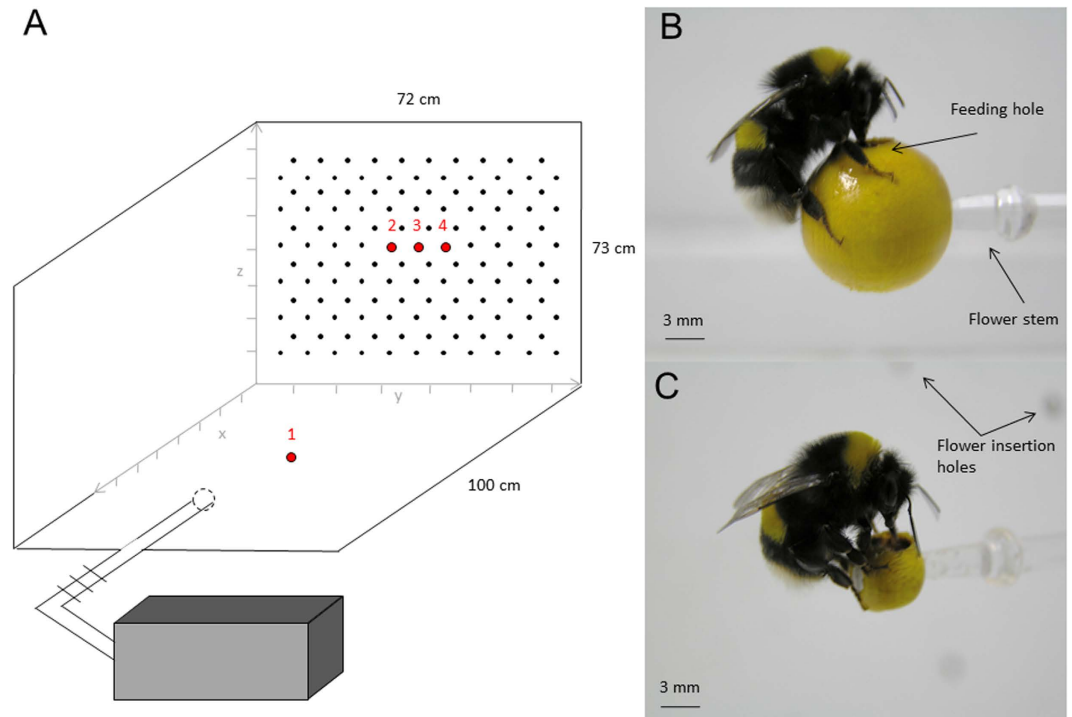 A
72 cm
2 3 4
73 cm
z
y
x
1
100 cm
B
Feeding hole
Flower stem
3 mm
C
Flower insertion
holes
3 mm